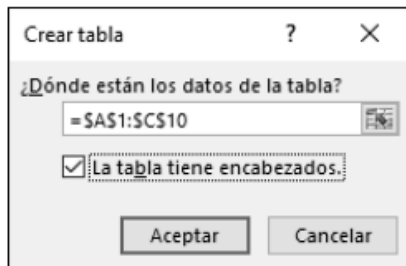 Crear tabla ? ×
¿Dónde están los datos de la tabla?
=$A$1:$C$10
La tabla tiene encabezados.
Aceptar Cancelar